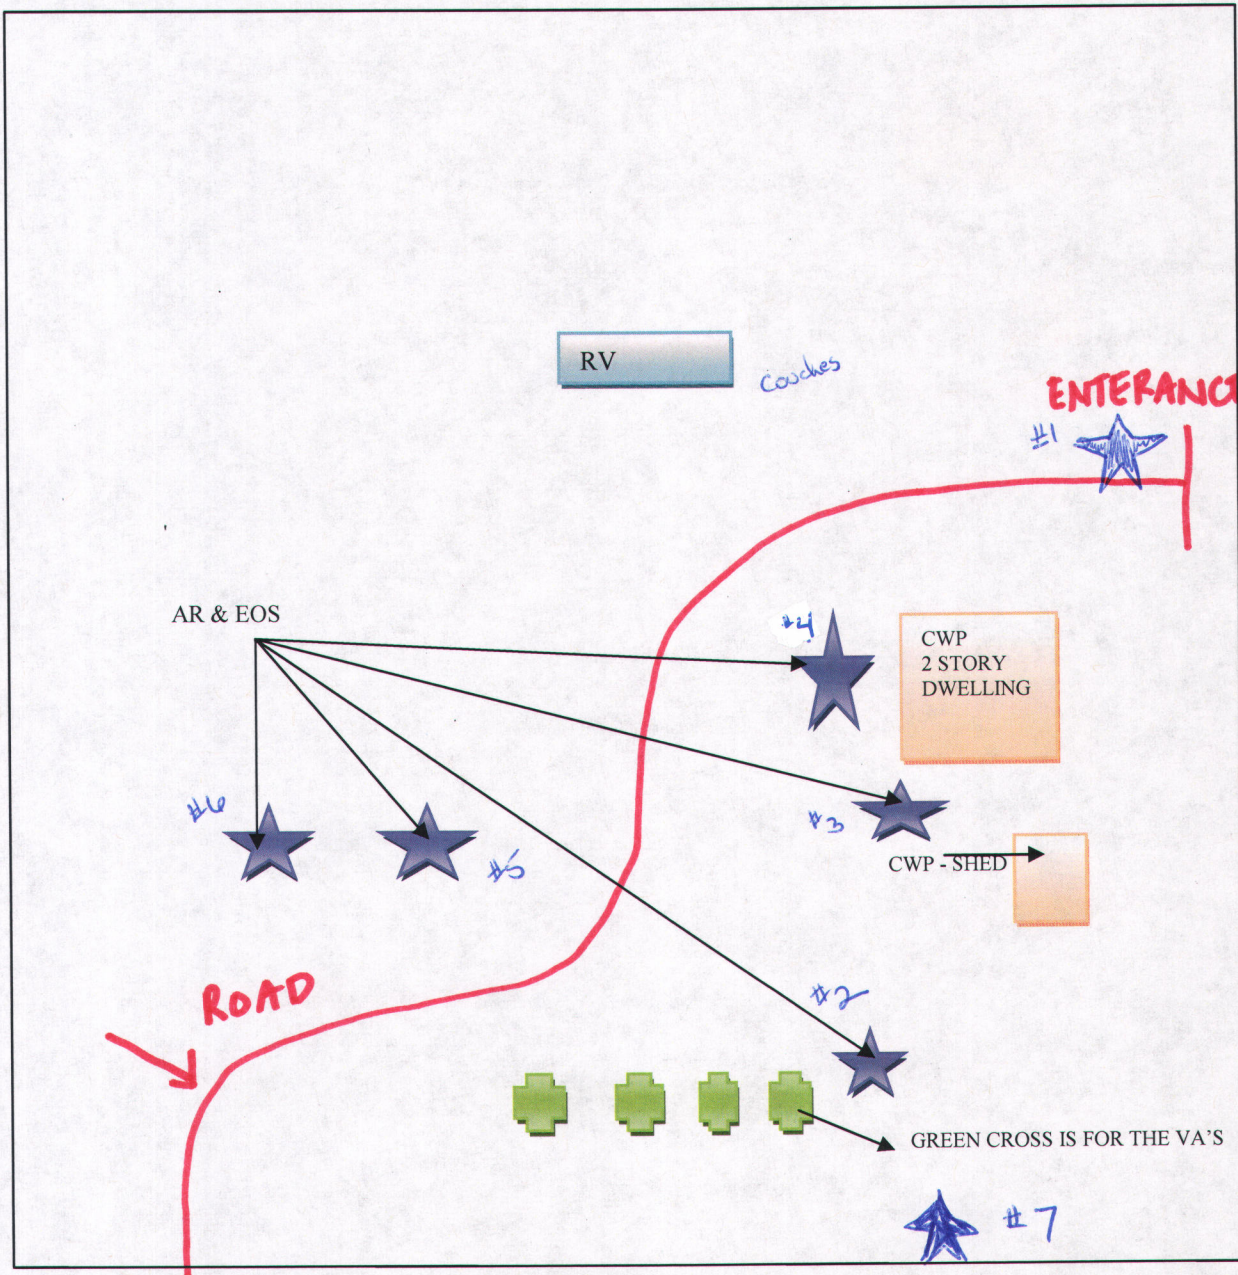 RV
Couches
ENTERANCE
#1
AR & EOS
#4
CWP
2 STORY
DWELLING
#6
#5
#3
CWP - SHED
ROAD
#2
GREEN CROSS IS FOR THE VA'S
#7